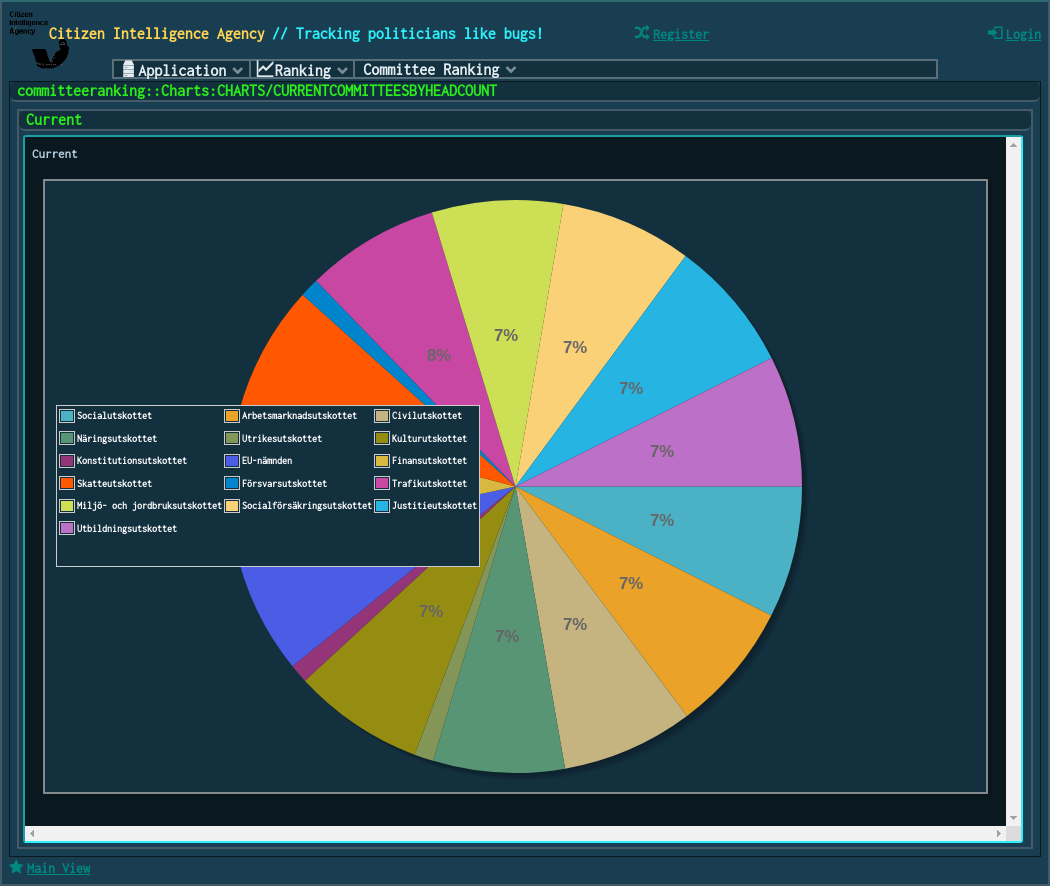 Citizen
Intelligence
Agency
Citizen Intelligence Agency // Tracking politicians like bugs!
Register
Login
Application
Ranking
Committee Ranking
committeeranking::Charts:CHARTS/CURRENTCOMMITTEESBYHEADCOUNT
Current
Current
7%
7%
8%
7%
7%
7%
7%
7%
7%
7%
7%
Socialutskottet Arbetsmarknadsutskottet Civilutskottet
Näringsutskottet Utrikesutskottet Kulturutskottet
Konstitutionsutskottet EU-nämnden Finansutskottet
Skatteutskottet Försvarsutskottet Trafikutskottet
Miljö- och jordbruksutskottet Socialförsäkringsutskottet Justitieutskottet
Utbildningsutskottet
Main View